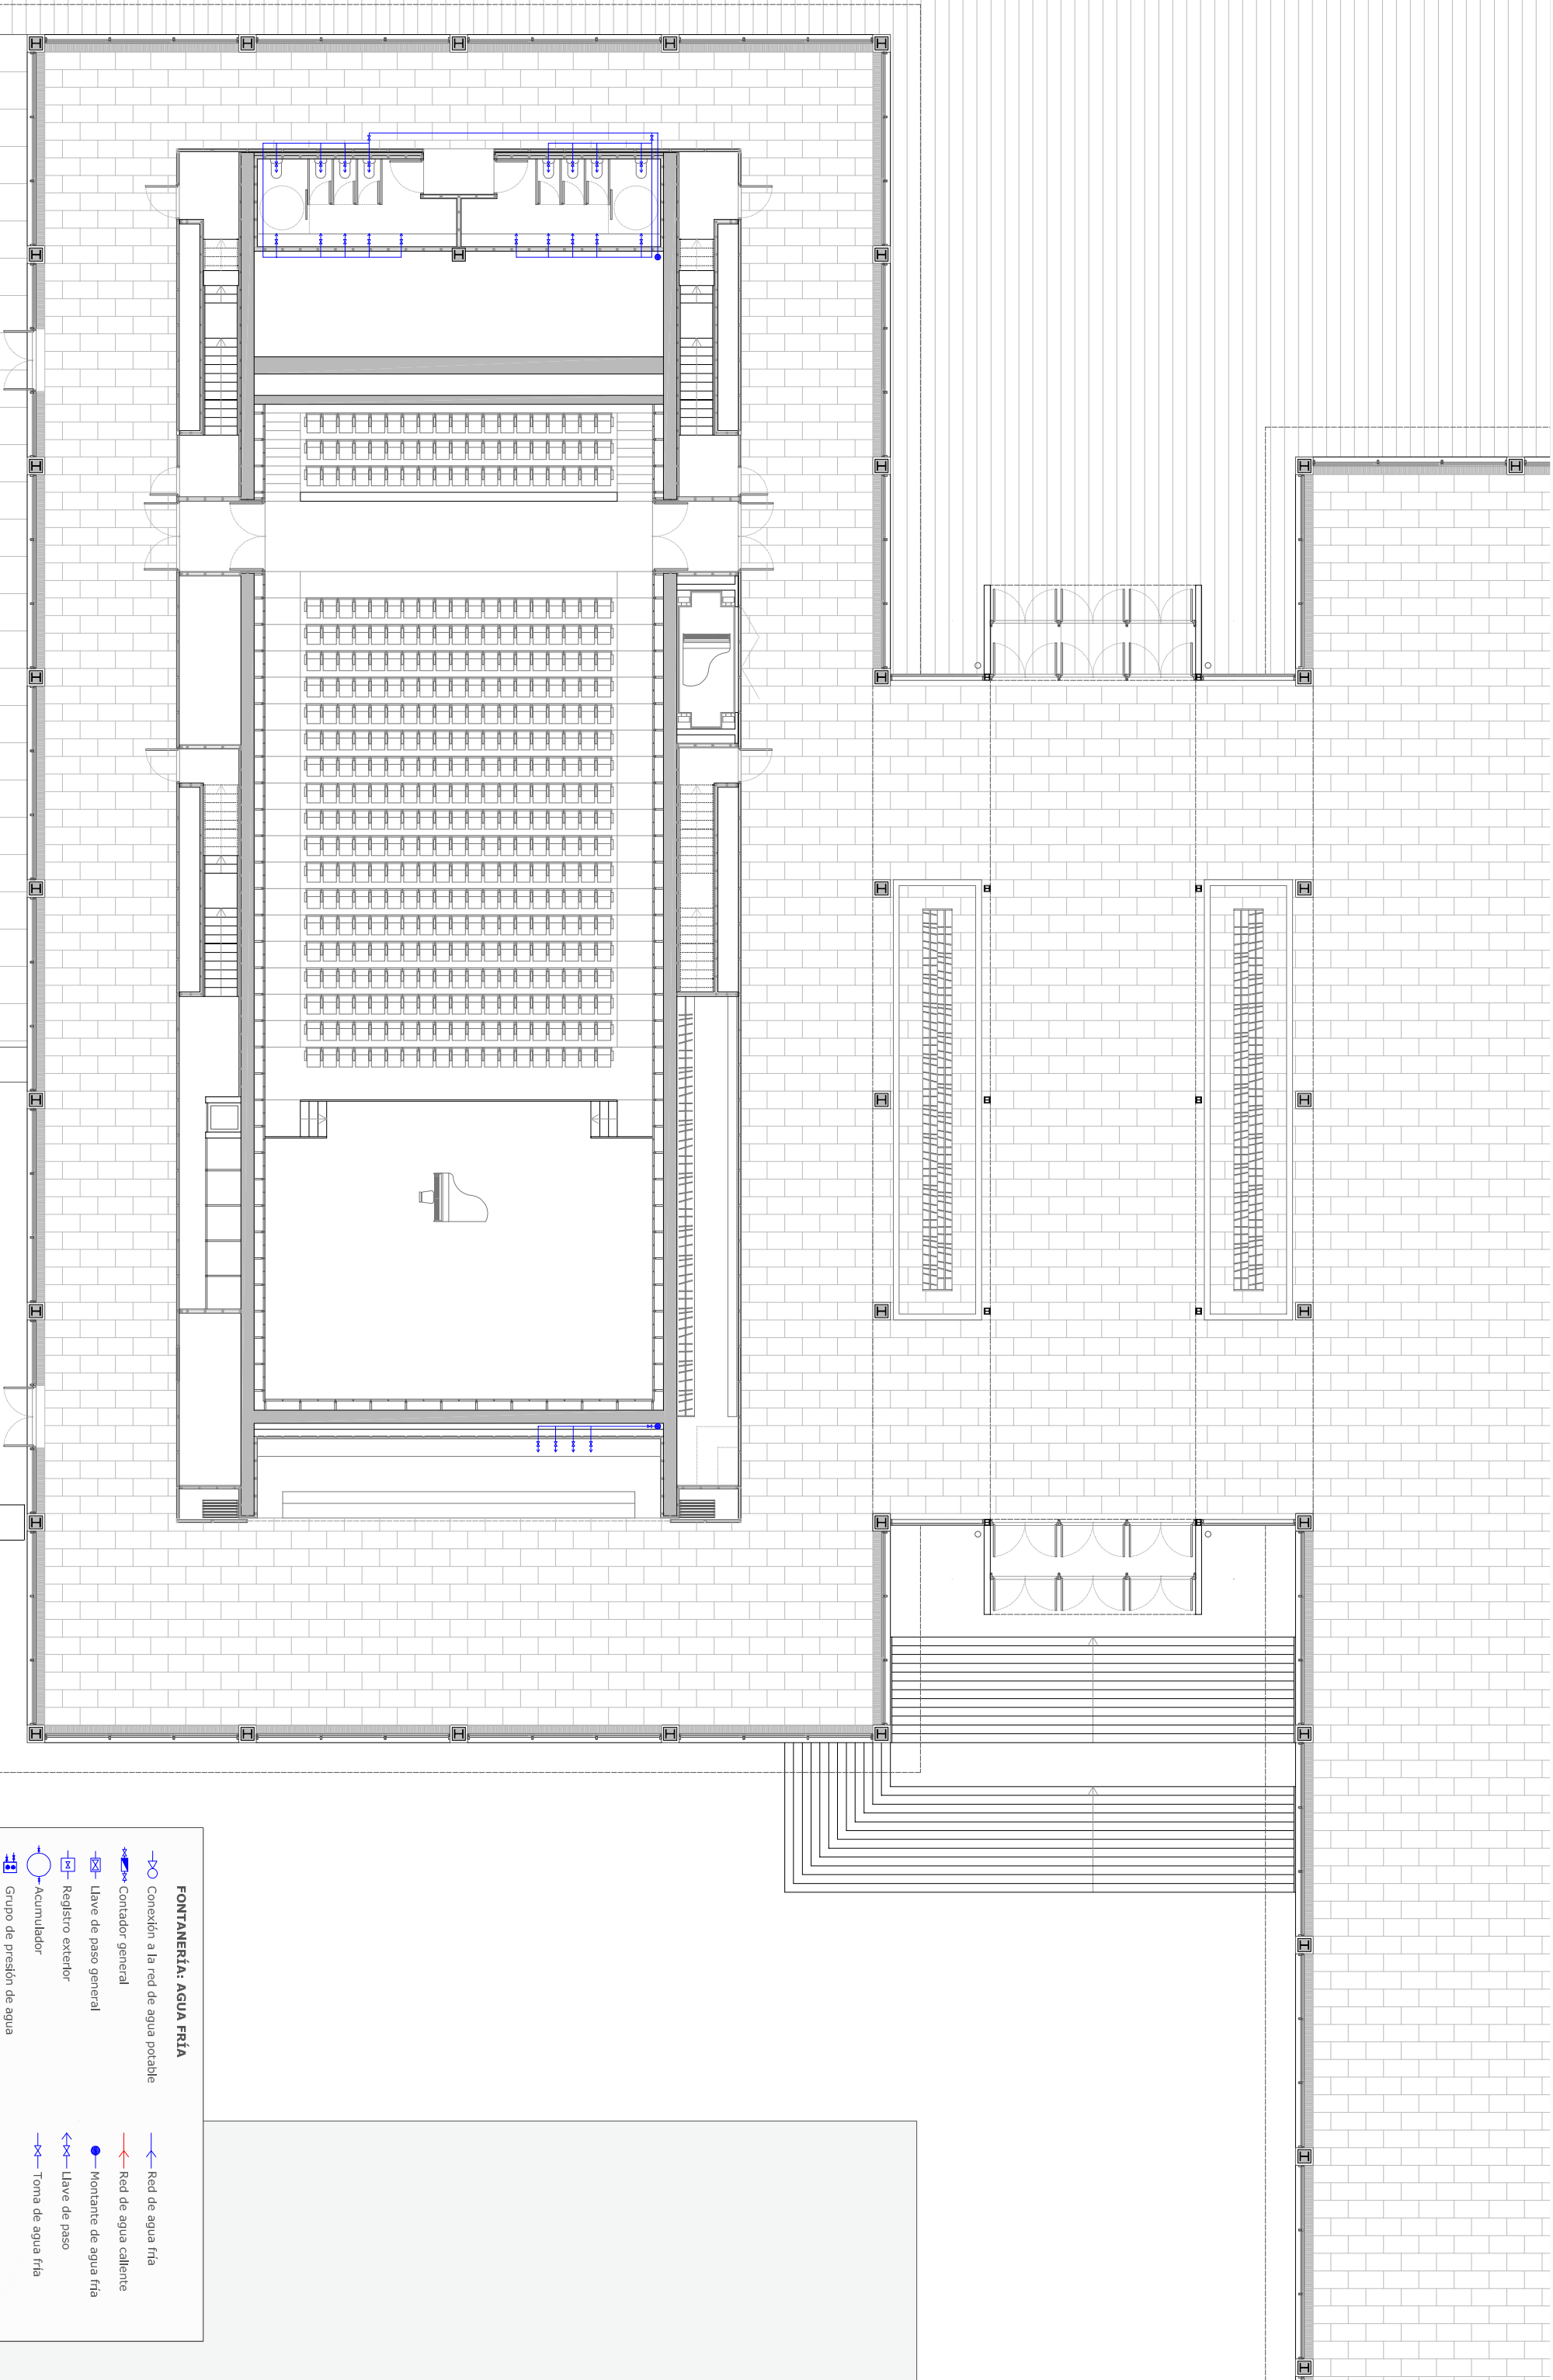 FONTANERÍA: AGUA FRÍA
Conexión a la red de agua potable
Contador general
Llave de paso general
Registro exterior
Acumulador
Grupo de presión de agua
Red de agua fría
Red de agua caliente
Montante de agua fría
Llave de paso
Toma de agua fría